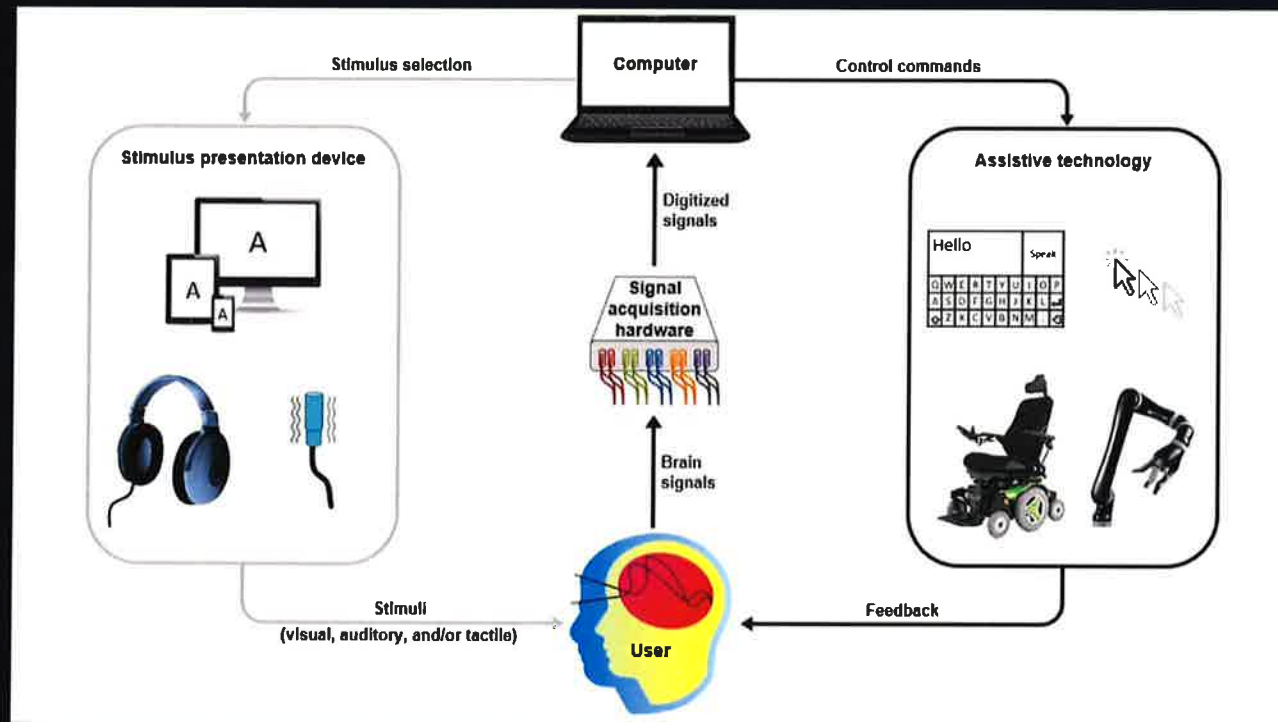 Stimulus selection
Computer
Control commands
Stimulus presentation device
A
A
A
Digitized
signals
Signal
acquisition
hardware
Brain
signals
Assistive technology
Hello
Speak
Q W E R T Y U I O P
A S D F G H J K L
Z X C V B N M .
Stimuli
(visual, auditory, and/or tactile)
User
Feedback